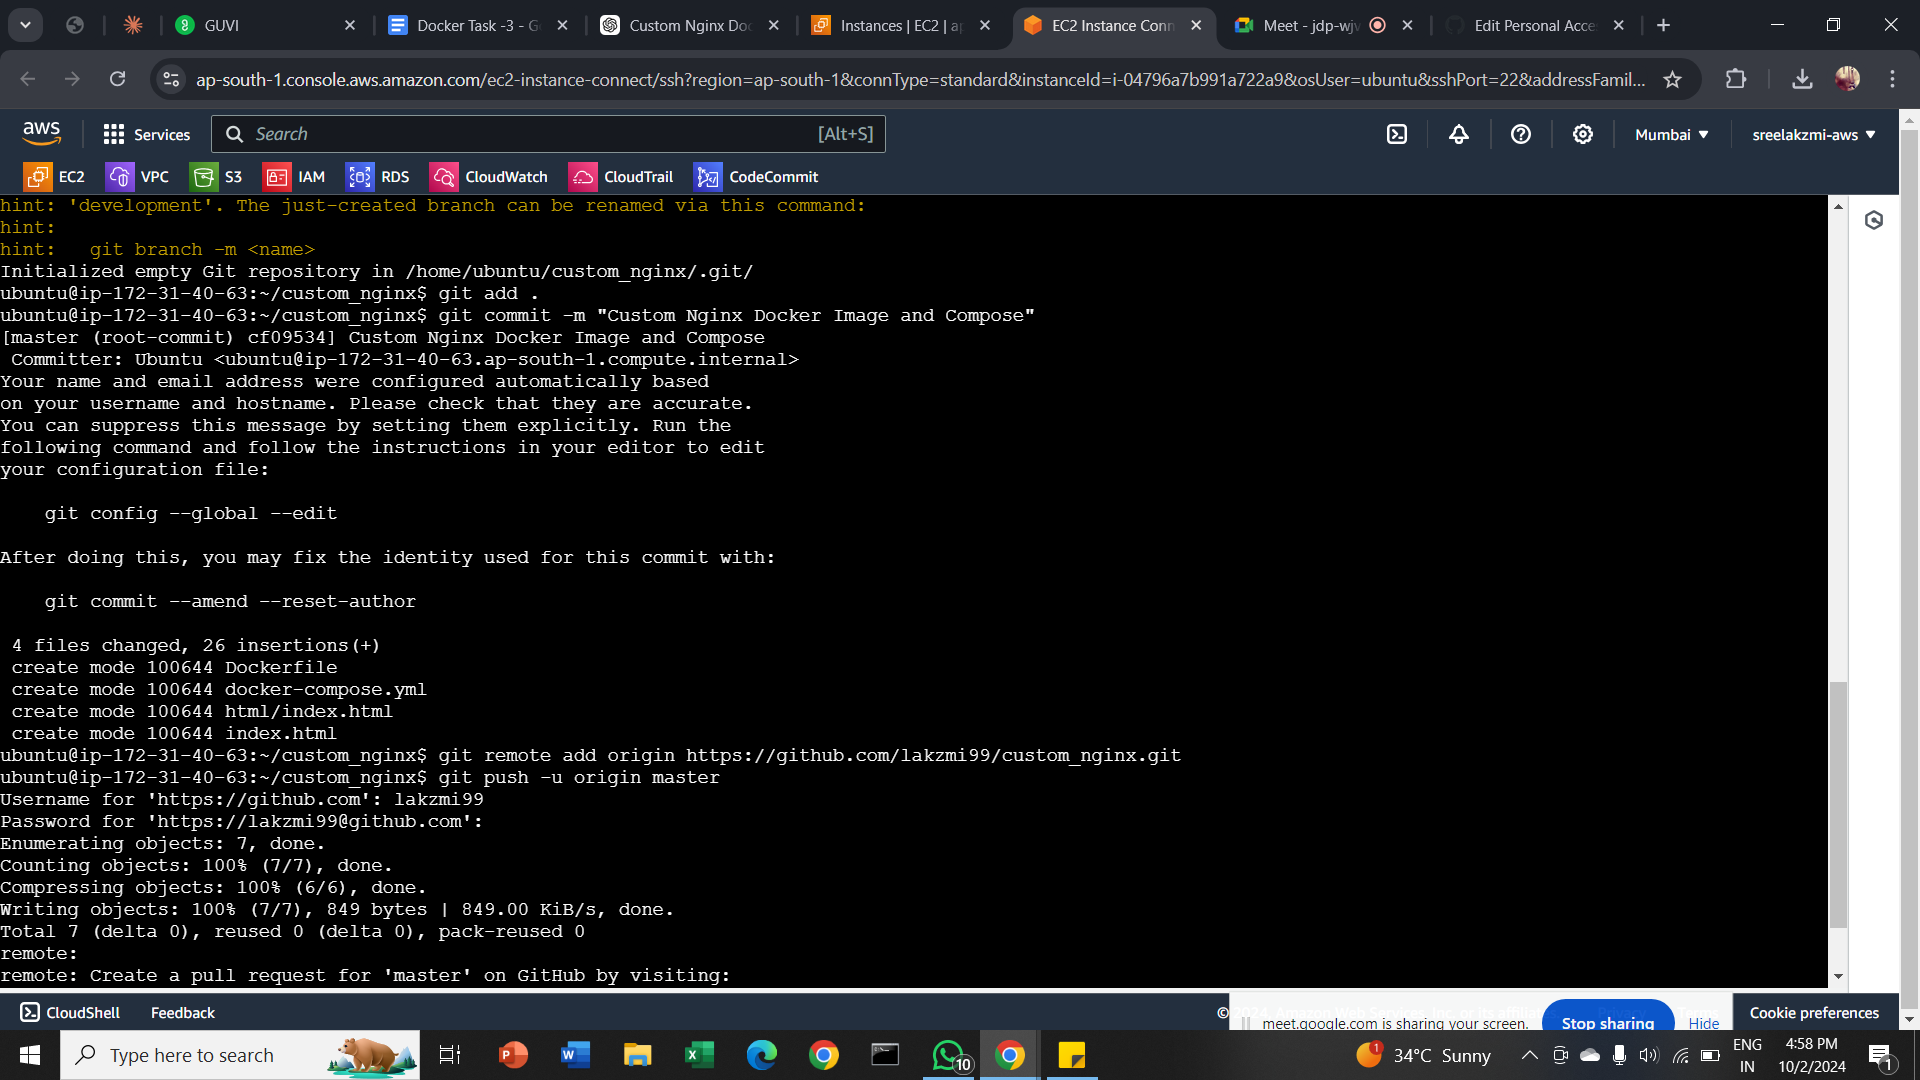 GUVI
Docker Task -3 - G
Custom Nginx Doc
Instances | EC2 | a
EC2 Instance Conn
Meet - jdp-wjv
Edit Personal Acce
ap-south-1.console.aws.amazon.com/ec2-instance-connect/ssh?region=ap-south-1&connType=standard&instanceId=i-04796a7b991a722a9&osUser=ubuntu&sshPort=22&addressFamil...
aws
Services
Search
[Alt+S]
Mumbai
sreelakzmi-aws
EC2
VPC
S3
IAM
RDS
CloudWatch
CloudTrail
CodeCommit
hint: 'development'. The just-created branch can be renamed via this command:
hint:
hint:   git branch -m <name>
Initialized empty Git repository in /home/ubuntu/custom_nginx/.git/
ubuntu@ip-172-31-40-63:~/custom_nginx$ git add .
ubuntu@ip-172-31-40-63:~/custom_nginx$ git commit -m "Custom Nginx Docker Image and Compose"
[master (root-commit) cf09534] Custom Nginx Docker Image and Compose
 Committer: Ubuntu <ubuntu@ip-172-31-40-63.ap-south-1.compute.internal>
Your name and email address were configured automatically based
on your username and hostname. Please check that they are accurate.
You can suppress this message by setting them explicitly. Run the
following command and follow the instructions in your editor to edit
your configuration file:
    git config --global --edit
After doing this, you may fix the identity used for this commit with:
    git commit --amend --reset-author
 4 files changed, 26 insertions(+)
 create mode 100644 Dockerfile
 create mode 100644 docker-compose.yml
 create mode 100644 html/index.html
 create mode 100644 index.html
ubuntu@ip-172-31-40-63:~/custom_nginx$ git remote add origin https://github.com/lakzmi99/custom_nginx.git
ubuntu@ip-172-31-40-63:~/custom_nginx$ git push -u origin master
Username for 'https://github.com': lakzmi99
Password for 'https://lakzmi99@github.com':
Enumerating objects: 7, done.
Counting objects: 100% (7/7), done.
Compressing objects: 100% (6/6), done.
Writing objects: 100% (7/7), 849 bytes | 849.00 KiB/s, done.
Total 7 (delta 0), reused 0 (delta 0), pack-reused 0
remote:
remote: Create a pull request for 'master' on GitHub by visiting:
CloudShell
Feedback
meet.google.com is sharing your screen.
Stop sharing
Hide
Cookie preferences
Type here to search
10
1
34°C Sunny
ENG
IN
4:58 PM
10/2/2024
1